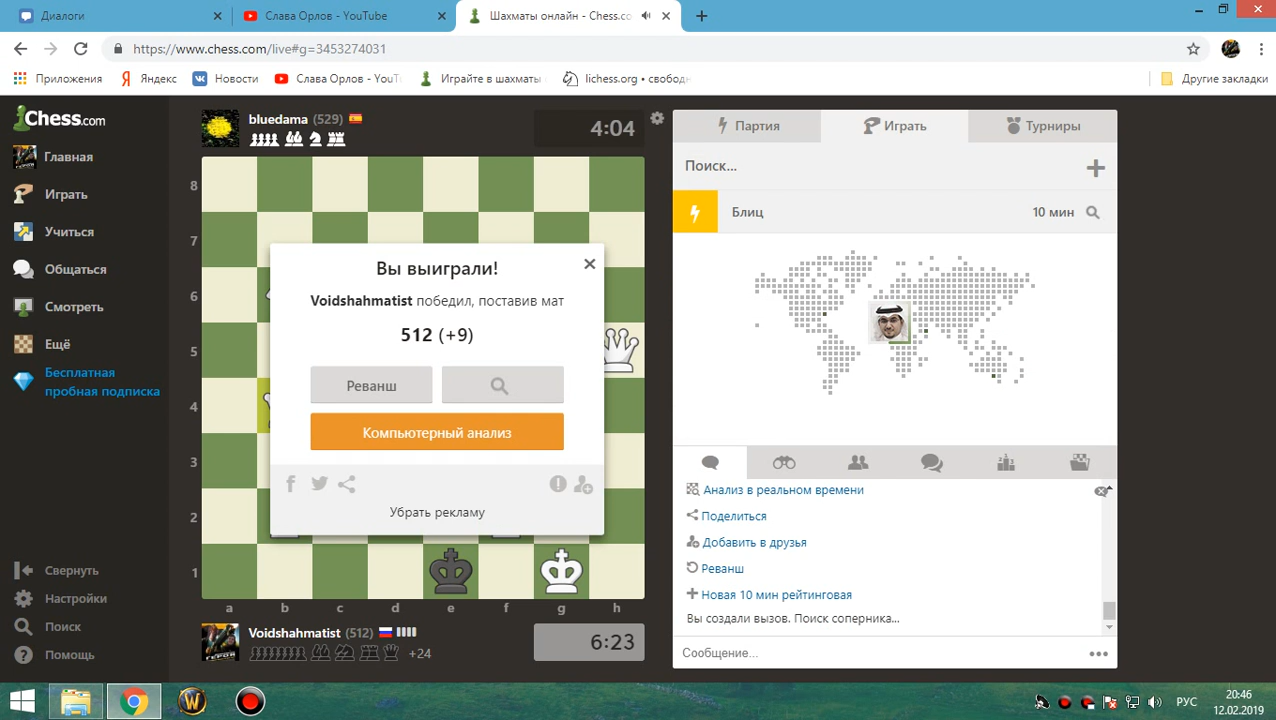 Диалоги
Слава Орлов - YouTube
Шахматы онлайн - Chess.co
https://www.chess.com/live#g=3453274031
Приложения
Яндекс
Новости
Слава Орлов - YouTu
Играйте в шахматы
lichess.org • свобод
Другие закладки
Chess.com
Главная
Играть
Учиться
Общаться
Смотреть
Ещё
Бесплатная
пробная подписка
Свернуть
Настройки
Поиск
Помощь
bluedama (529)
4:04
8
7
6
4
3
2
1
a b c d e f g h
Вы выиграли!
Voidshahmatist победил, поставив мат
512 (+9)
Реванш
Компьютерный анализ
Убрать рекламу
Voidshahmatist (512)
+24
6:23
Партия
Играть
Турниры
Поиск...
Блиц
10 мин
Анализ в реальном времени
Поделиться
Добавить в друзья
Реванш
Новая 10 мин рейтинговая
Вы создали вызов. Поиск соперника...
Сообщение...
РУС
20:46
12.02.2019